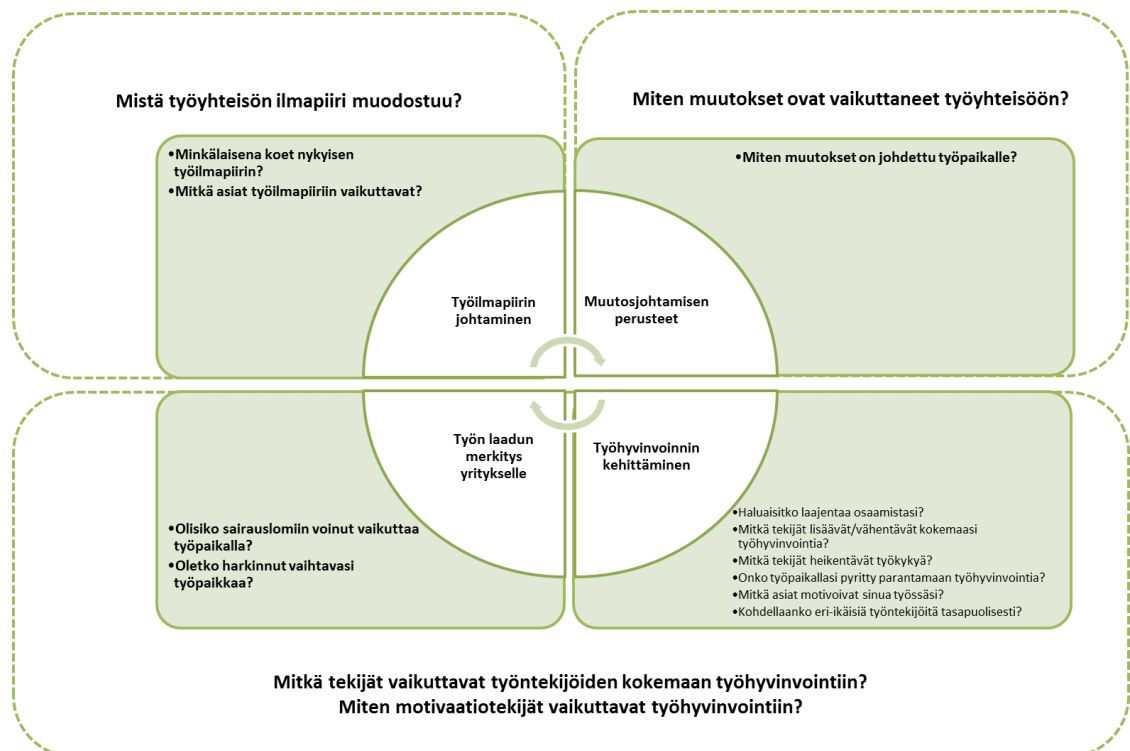 Mistä työyhteisön ilmapiiri muodostuu?
•Minkälaisena koet nykyisen
työilmapiirin?
•Mitkä asiat työilmapiiriin vaikuttavat?
Työilmapiirin
johtaminen
Miten muutokset ovat vaikuttaneet työyhteisöön?
•Miten muutokset on johdettu työpaikalle?
Muutosjohtamisen
perusteet
Työn laadun
merkitys
yritykselle
•Olisiko sairauslomiin voinut vaikuttaa
työpaikalla?
•Oletko harkinnut vaihtavasi
työpaikkaa?
Työhyvinvoinnin
kehittäminen
•Haluaisitko laajentaa osaamistasi?
•Mitkä tekijät lisäävät/vähentävät kokemaasi
työhyvinvointia?
•Mitkä tekijät heikentävät työkykyä?
•Onko työpaikallasi pyritty parantamaan työhyvinvointia?
•Mitkä asiat motivoivat sinua työssäsi?
•Kohdellaanko eri-ikäisiä työntekijöitä tasapuolisesti?
Mitkä tekijät vaikuttavat työntekijöiden kokemaan työhyvinvointiin?
Miten motivaatiotekijät vaikuttavat työhyvinvointiin?